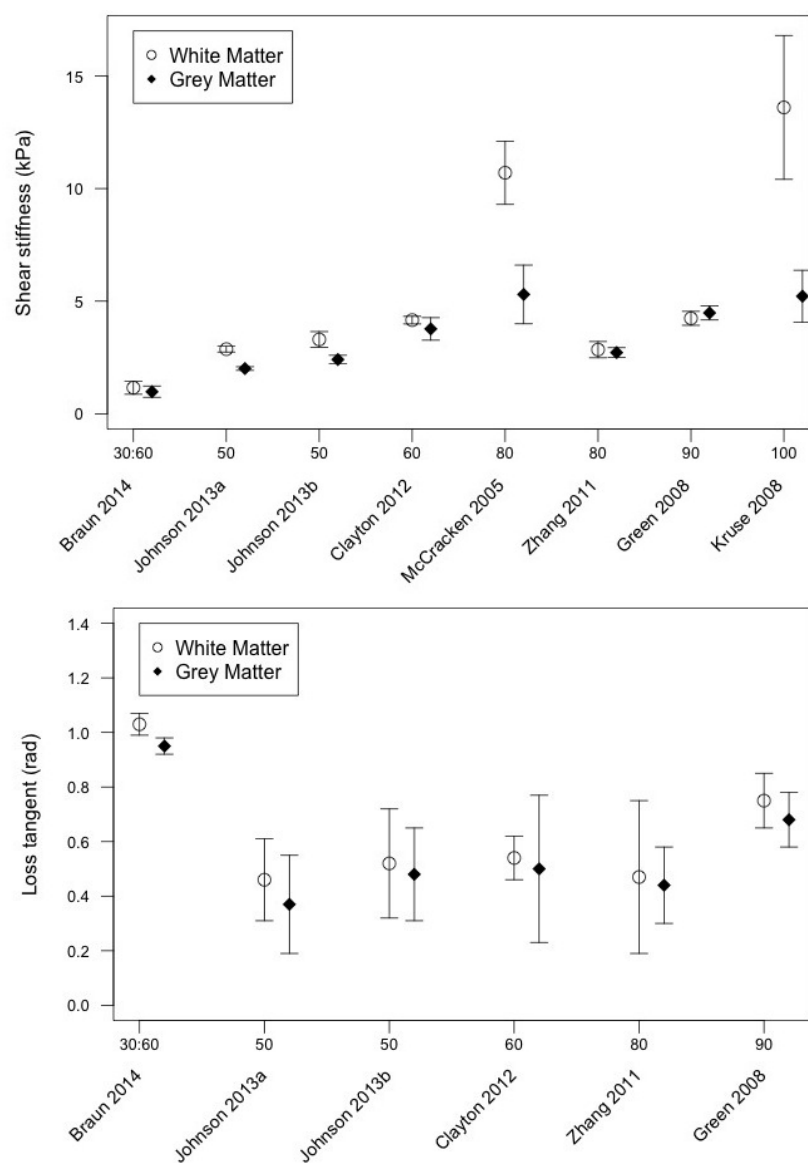 White Matter
Grey Matter
Shear stiffness (kPa)
15
10
5
0
30:60 50 50 60 80 80 90 100
Braun 2014 Johnson 2013a Johnson 2013b Clayton 2012 McCracken 2005 Zhang 2011 Green 2008 Kruse 2008
White Matter
Grey Matter
Loss tangent (rad)
1.4
1.2
1.0
0.8
0.6
0.4
0.2
0.0
30:60 50 50 60 80 90
Braun 2014 Johnson 2013a Johnson 2013b Clayton 2012 Zhang 2011 Green 2008